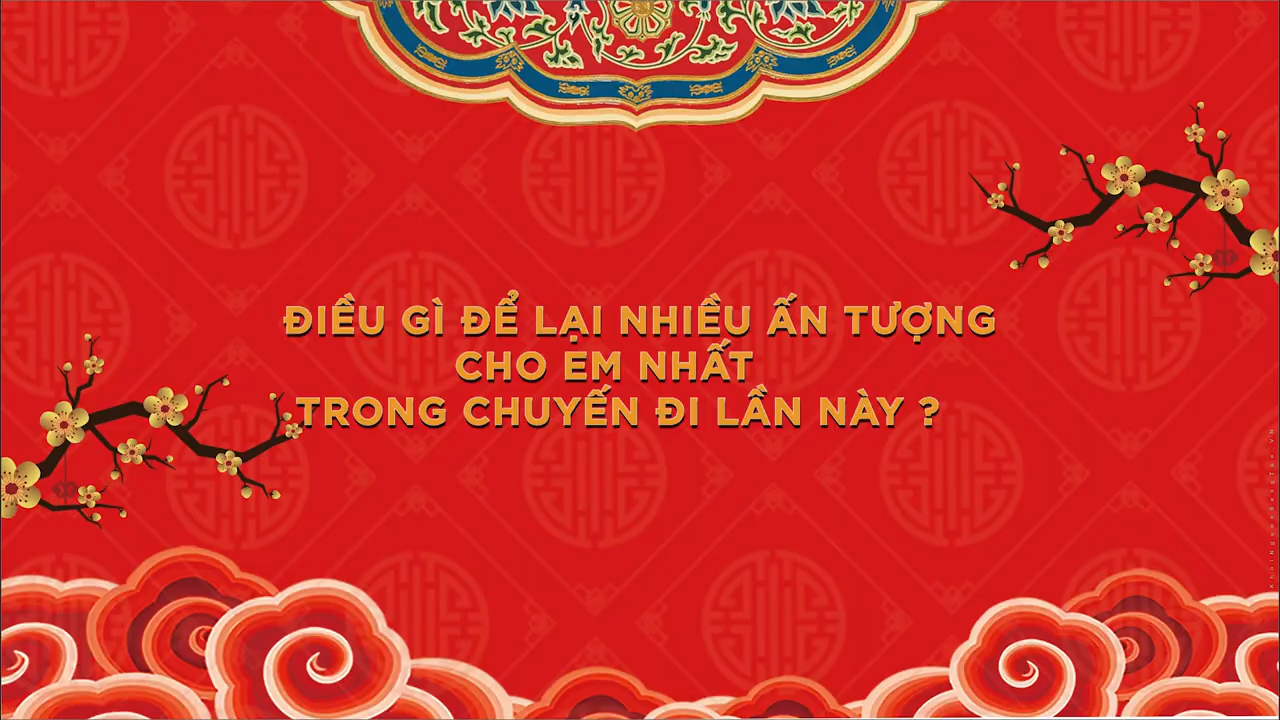 ĐIỀU GÌ ĐỂ LẠI NHIỀU ẤN TƯỢNG
CHO EM NHẤT
TRONG CHUYẾN ĐI LẦN NÀY ?